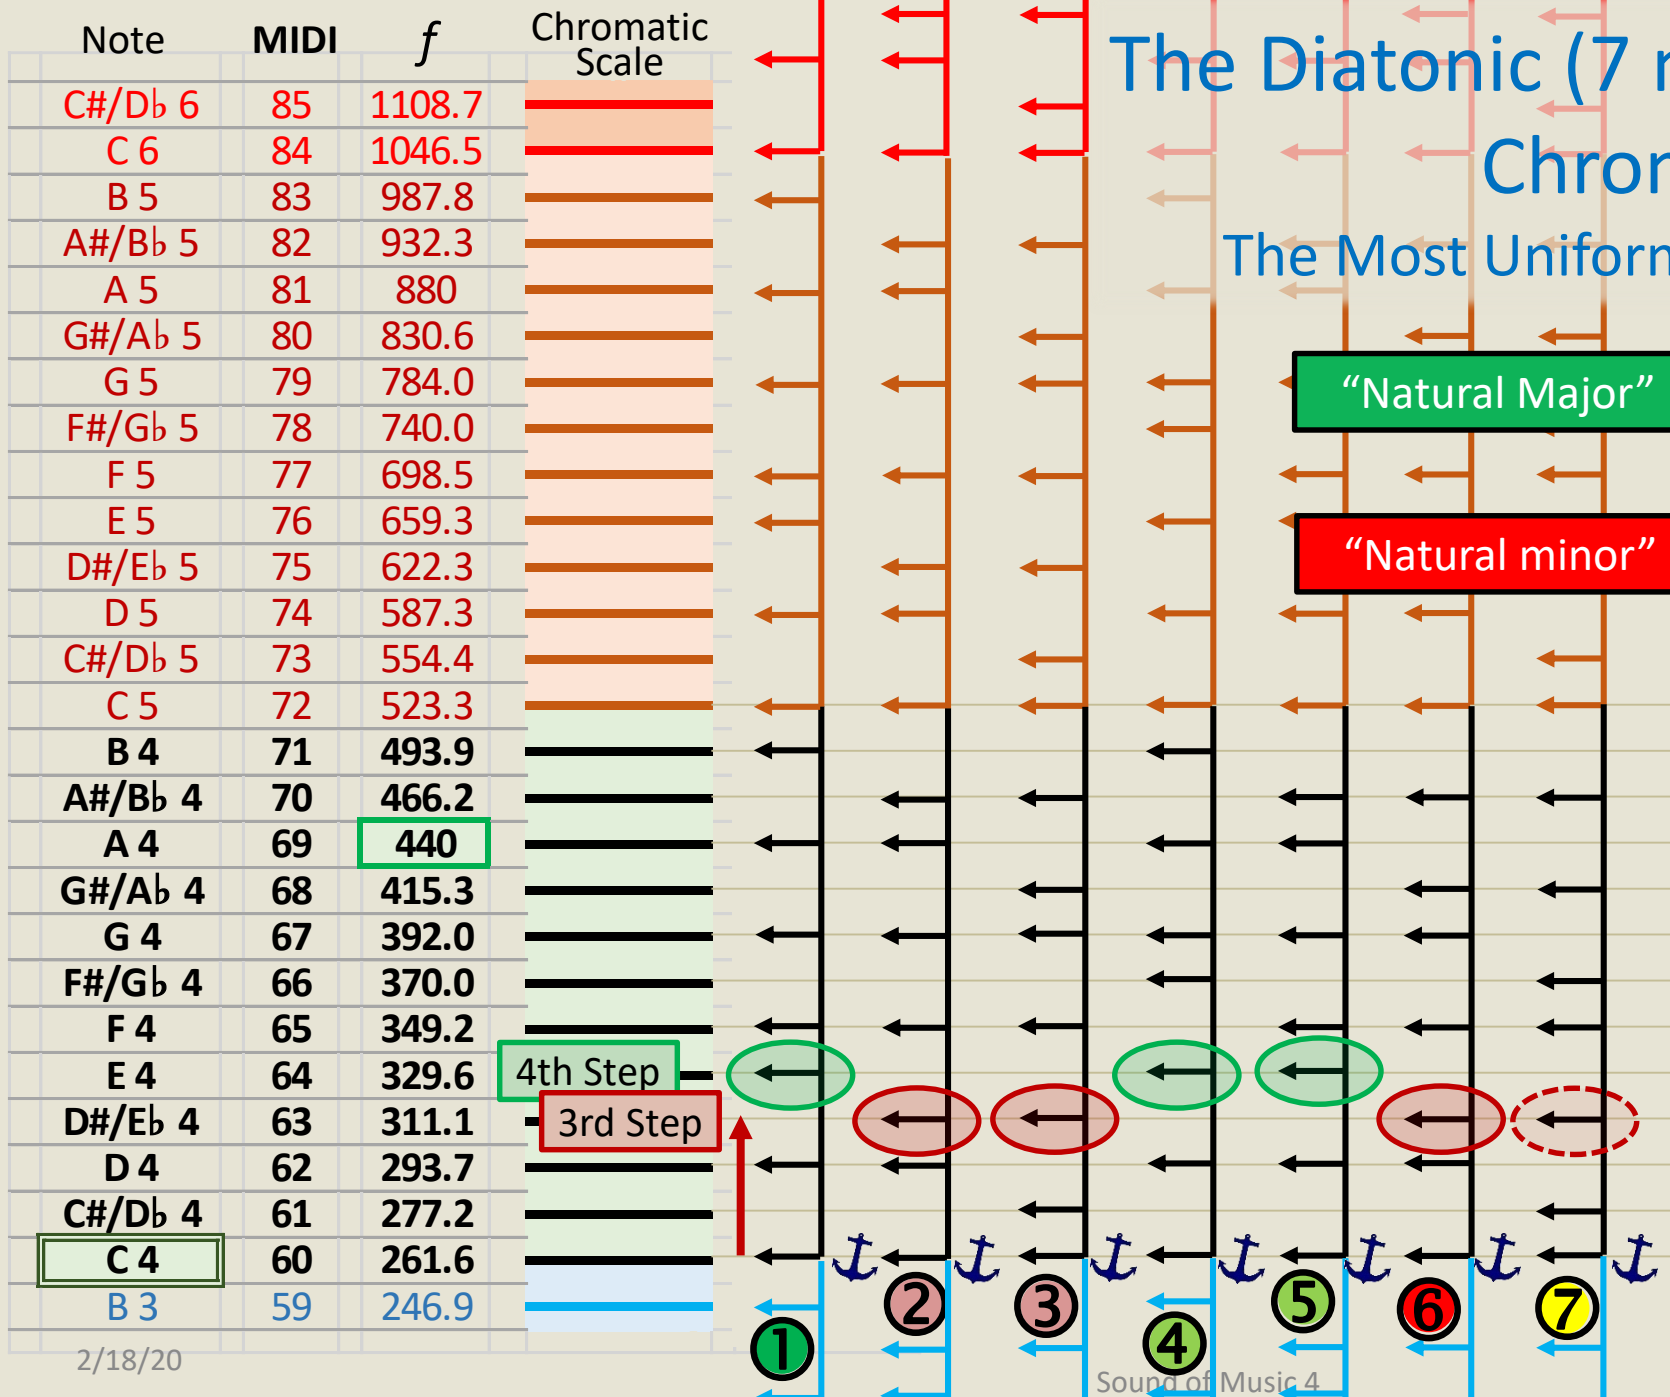 Note MIDI f Chromatic Scale
The Diatonic (7
Chrom
The Most Uniform
C#/D♭ 6 85 1108.7
C 6 84 1046.5
B 5 83 987.8
A#/B♭ 5 82 932.3
A 5 81 880
G#/A♭ 5 80 830.6
G 5 79 784.0
"Natural Major"
F#/G♭ 5 78 740.0
F 5 77 698.5
E 5 76 659.3
"Natural minor"
D#/E♭ 5 75 622.3
D 5 74 587.3
C#/D♭ 5 73 554.4
C 5 72 523.3
B 4 71 493.9
A#/B♭ 4 70 466.2
A 4 69 440
G#/A♭ 4 68 415.3
G 4 67 392.0
F#/G♭ 4 66 370.0
F 4 65 349.2
E 4 64 329.6 4th Step
D#/E♭ 4 63 311.1 3rd Step
D 4 62 293.7
C#/D♭ 4 61 277.2
C 4 60 261.6
B 3 59 246.9
1 2 3 4 5 6 7
2/18/20
Sound of Music 4